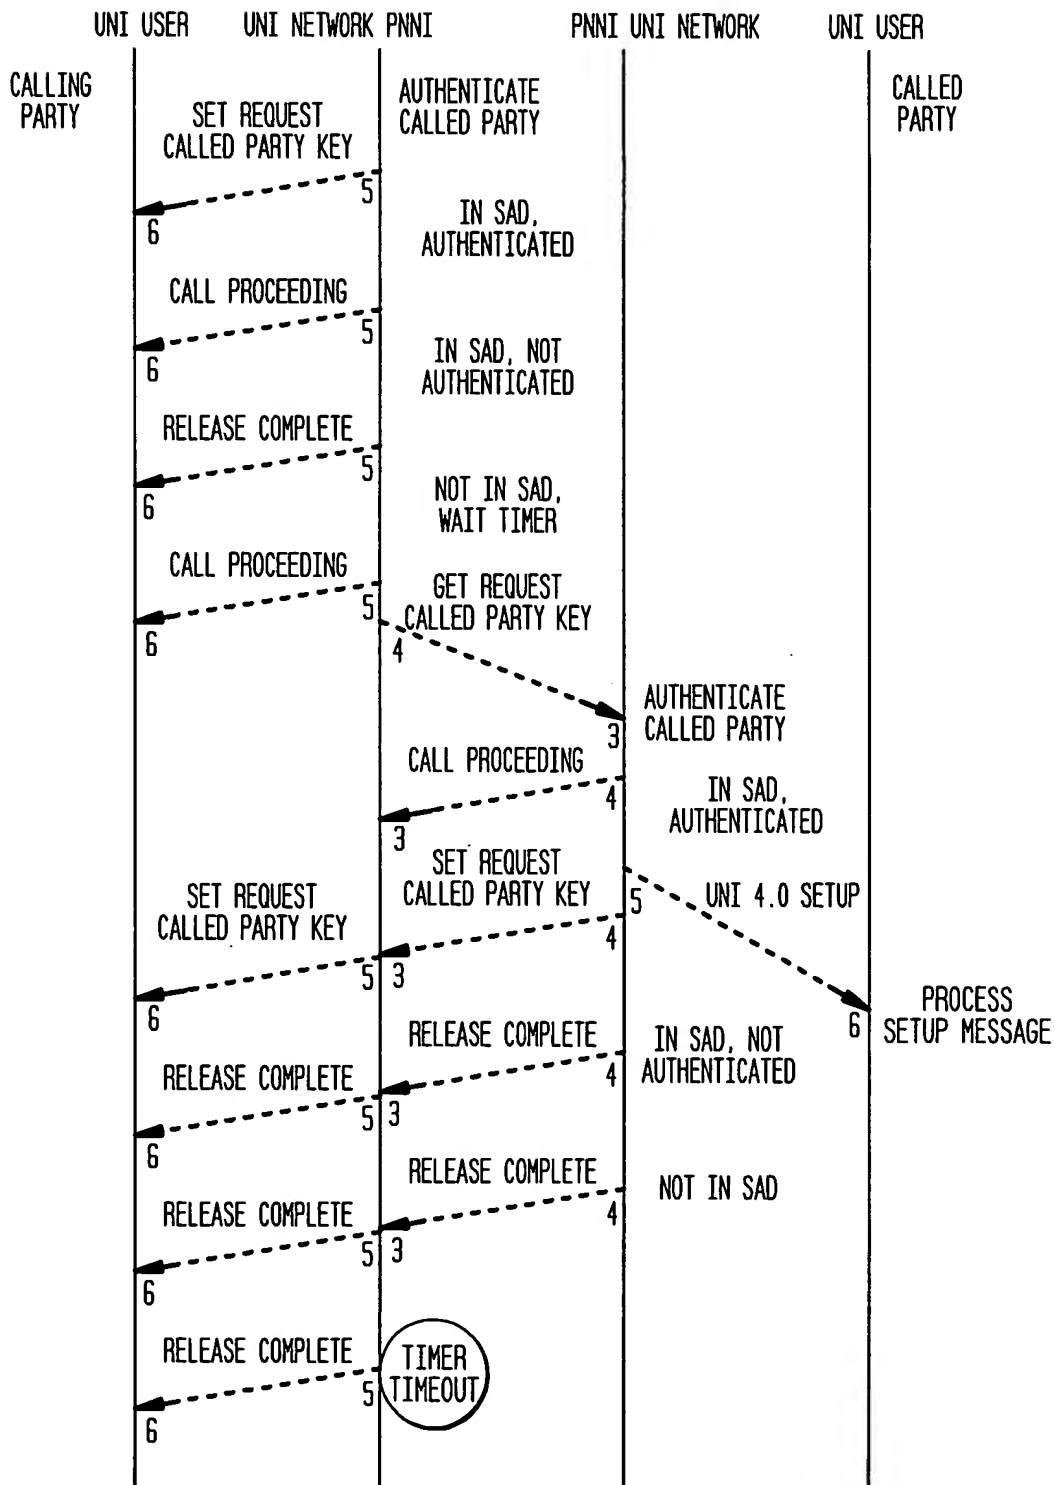 UNI USER UNI NETWORK PNNI PNNI UNI NETWORK UNI USER
CALLING
PARTY
AUTHENTICATE
CALLED PARTY
CALLED
PARTY
SET REQUEST
CALLED PARTY KEY
5
6
IN SAD,
AUTHENTICATED
CALL PROCEEDING
5
6
IN SAD, NOT
AUTHENTICATED
RELEASE COMPLETE
5
6
NOT IN SAD,
WAIT TIMER
CALL PROCEEDING
5
6
GET REQUEST
CALLED PARTY KEY
4
3
AUTHENTICATE
CALLED PARTY
CALL PROCEEDING
4
3
IN SAD,
AUTHENTICATED
SET REQUEST
CALLED PARTY KEY
5
UNI 4.0 SETUP
4
SET REQUEST
CALLED PARTY KEY
5 3
6
6
PROCESS
SETUP MESSAGE
RELEASE COMPLETE
4
IN SAD, NOT
AUTHENTICATED
RELEASE COMPLETE
5 3
6
RELEASE COMPLETE
4
NOT IN SAD
RELEASE COMPLETE
5 3
6
RELEASE COMPLETE
5
6
TIMER
TIMEOUT